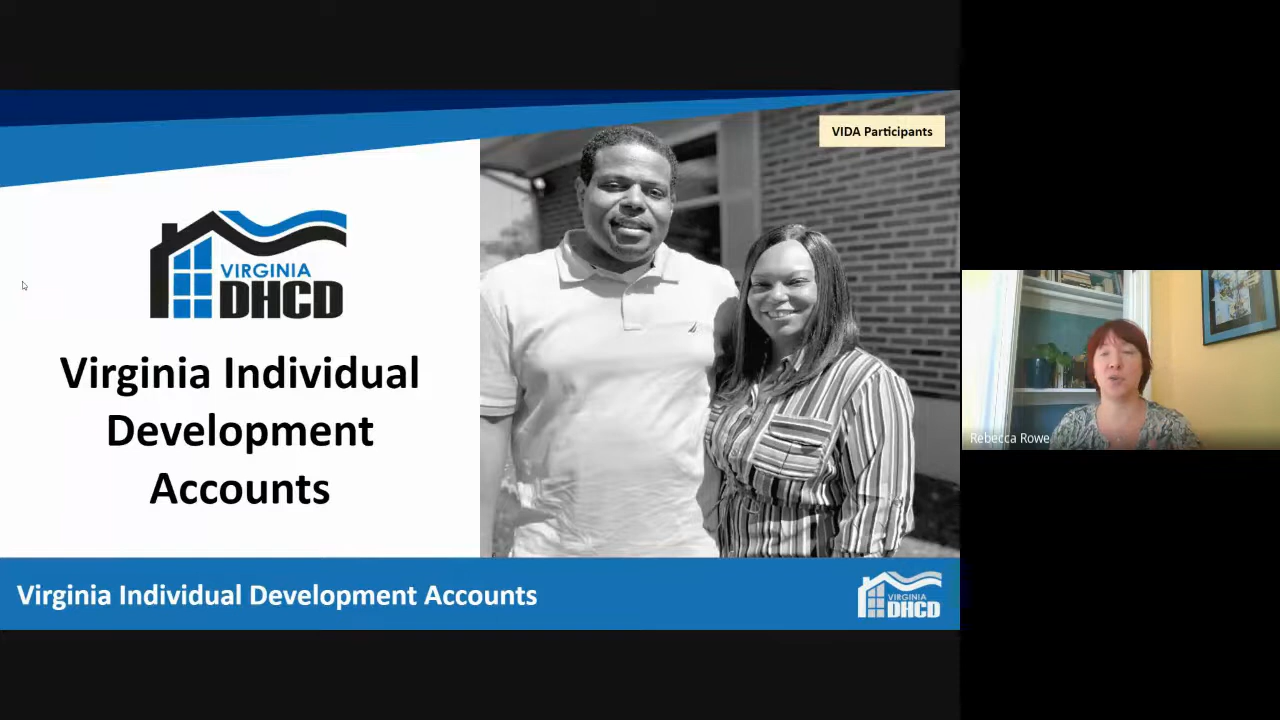 VIDA Participants
VIRGINIA
DHCD
Virginia Individual
Development
Accounts
Rebecca Rowe
Virginia Individual Development Accounts
VIRGINIA
DHCD